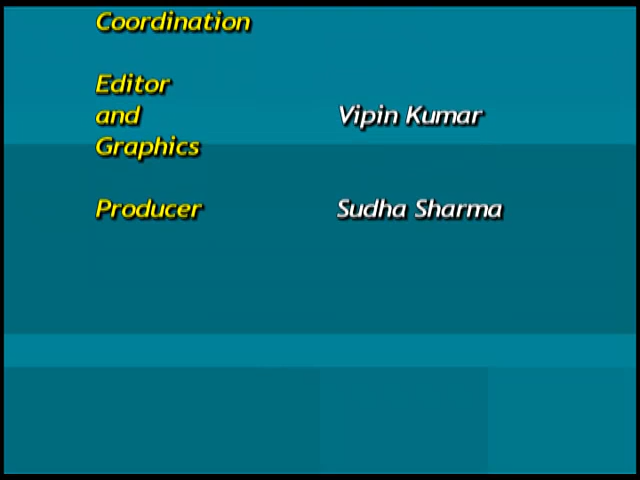 Coordination
Editor
and Vipin Kumar
Graphics
Producer Sudha Sharma